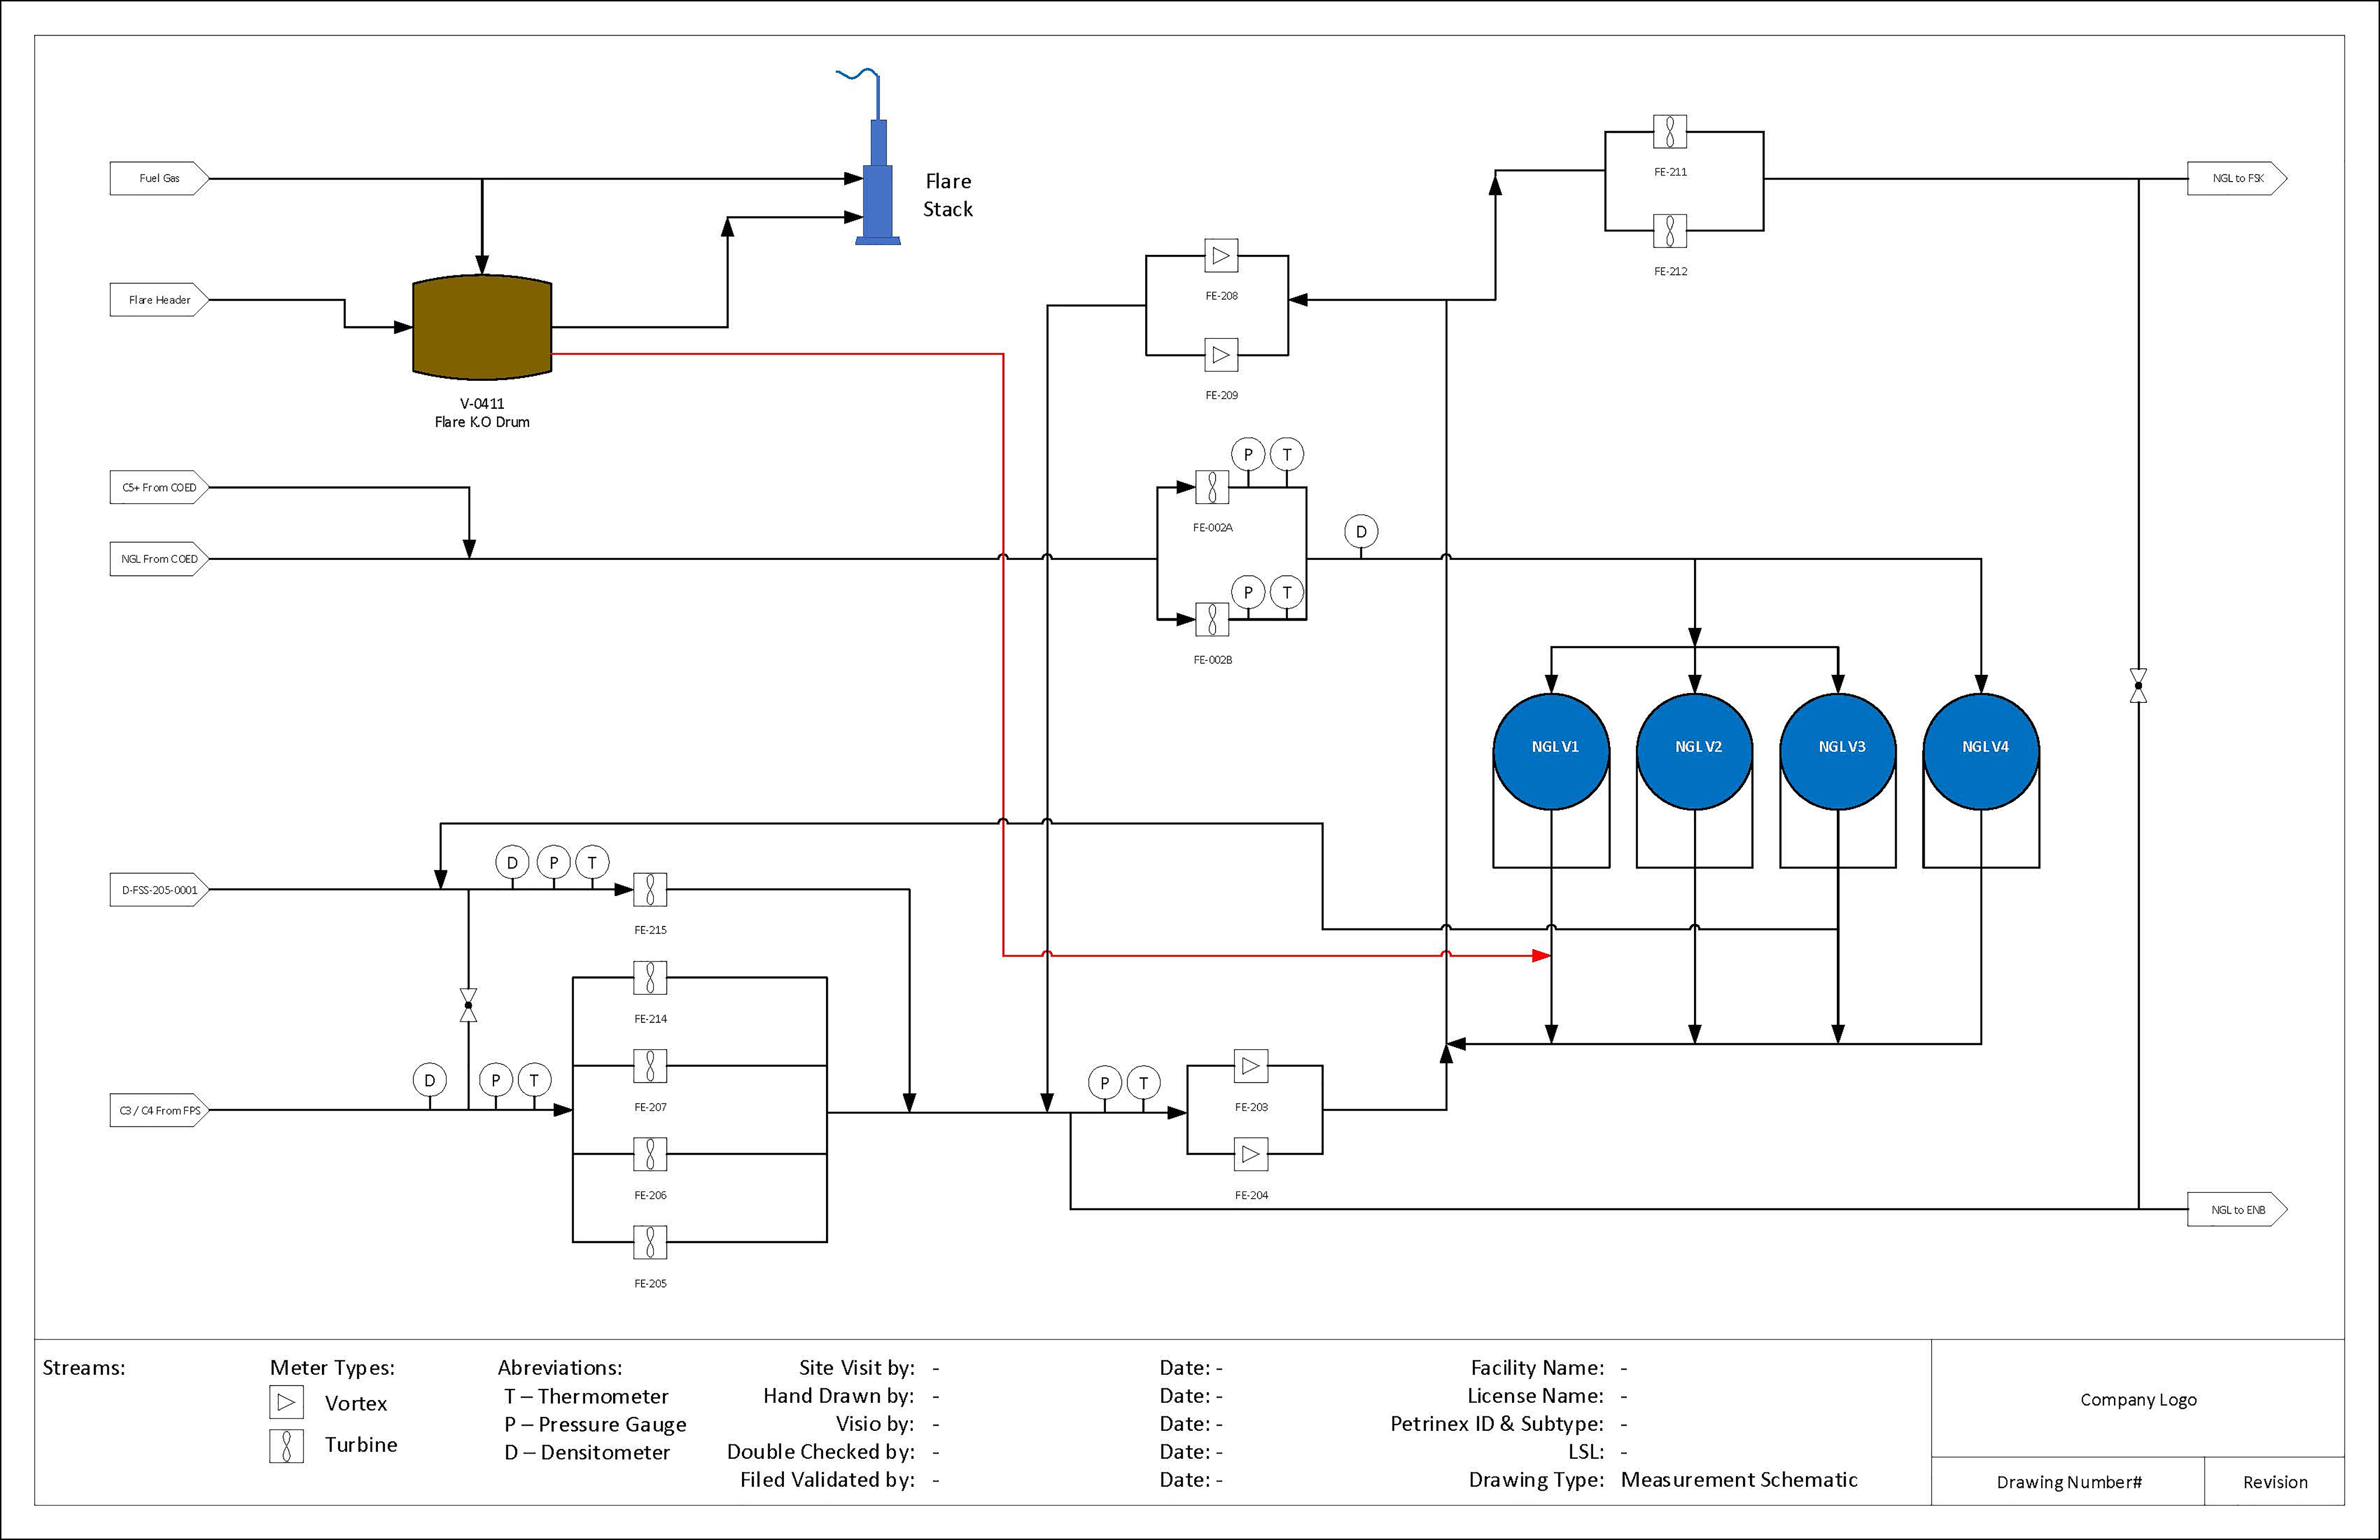 Fuel Gas
Flare
Stack
FE-211
NGL to FSK
FE-212
Flare Header
FE-208
FE-209
V-0411
Flare K.O Drum
P
T
C5+ From COED
FE-002A
D
NGL From COED
P
T
FE-002B
NGL V1
NGL V2
NGL V3
NGL V4
D
P
T
D-FSS-205-0001
FE-215
FE-214
D
P
T
P
T
C3 / C4 From FPS
FE-207
FE-203
FE-206
FE-204
NGL to ENB
FE-205
Streams:
Meter Types:
Vortex
Turbine
Abreviations:
T – Thermometer
P – Pressure Gauge
D – Densitometer
Site Visit by: -
Hand Drawn by: -
Visio by: -
Double Checked by: -
Filed Validated by: -
Date: -
Date: -
Date: -
Date: -
Date: -
Facility Name: -
License Name: -
Petrinex ID & Subtype: -
LSL: -
Drawing Type: Measurement Schematic
Company Logo
Drawing Number#
Revision